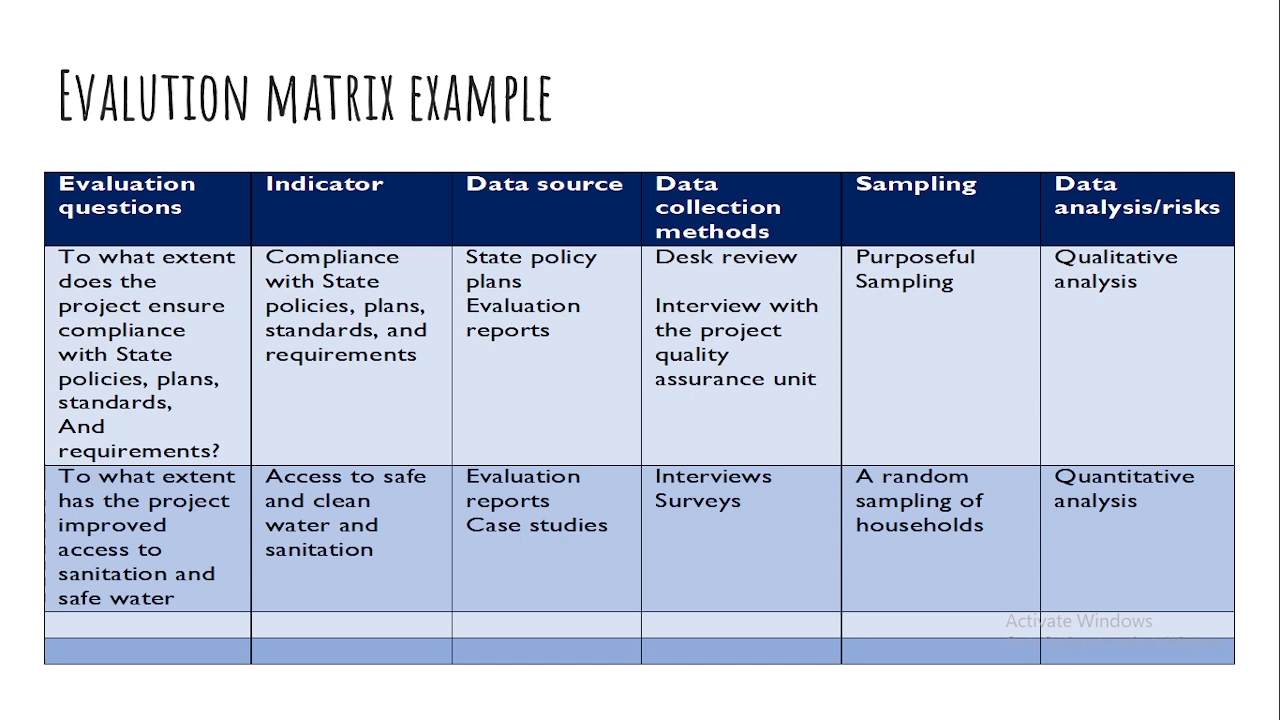 Evalution matrix example
Evaluation
questions
Indicator
Data source
Data
collection
methods
Sampling
Data
analysis/risks
To what extent
does the
project ensure
compliance
with State
policies, plans,
standards,
And
requirements?
Compliance
with State
policies, plans,
standards, and
requirements
State policy
plans
Evaluation
reports
Desk review
Interview with
the project
quality
assurance unit
Purposeful
Sampling
Qualitative
analysis
To what extent
has the project
improved
access to
sanitation and
safe water
Access to safe
and clean
water and
sanitation
Evaluation
reports
Case studies
Interviews
Surveys
A random
sampling of
households
Quantitative
analysis
Activate Windows